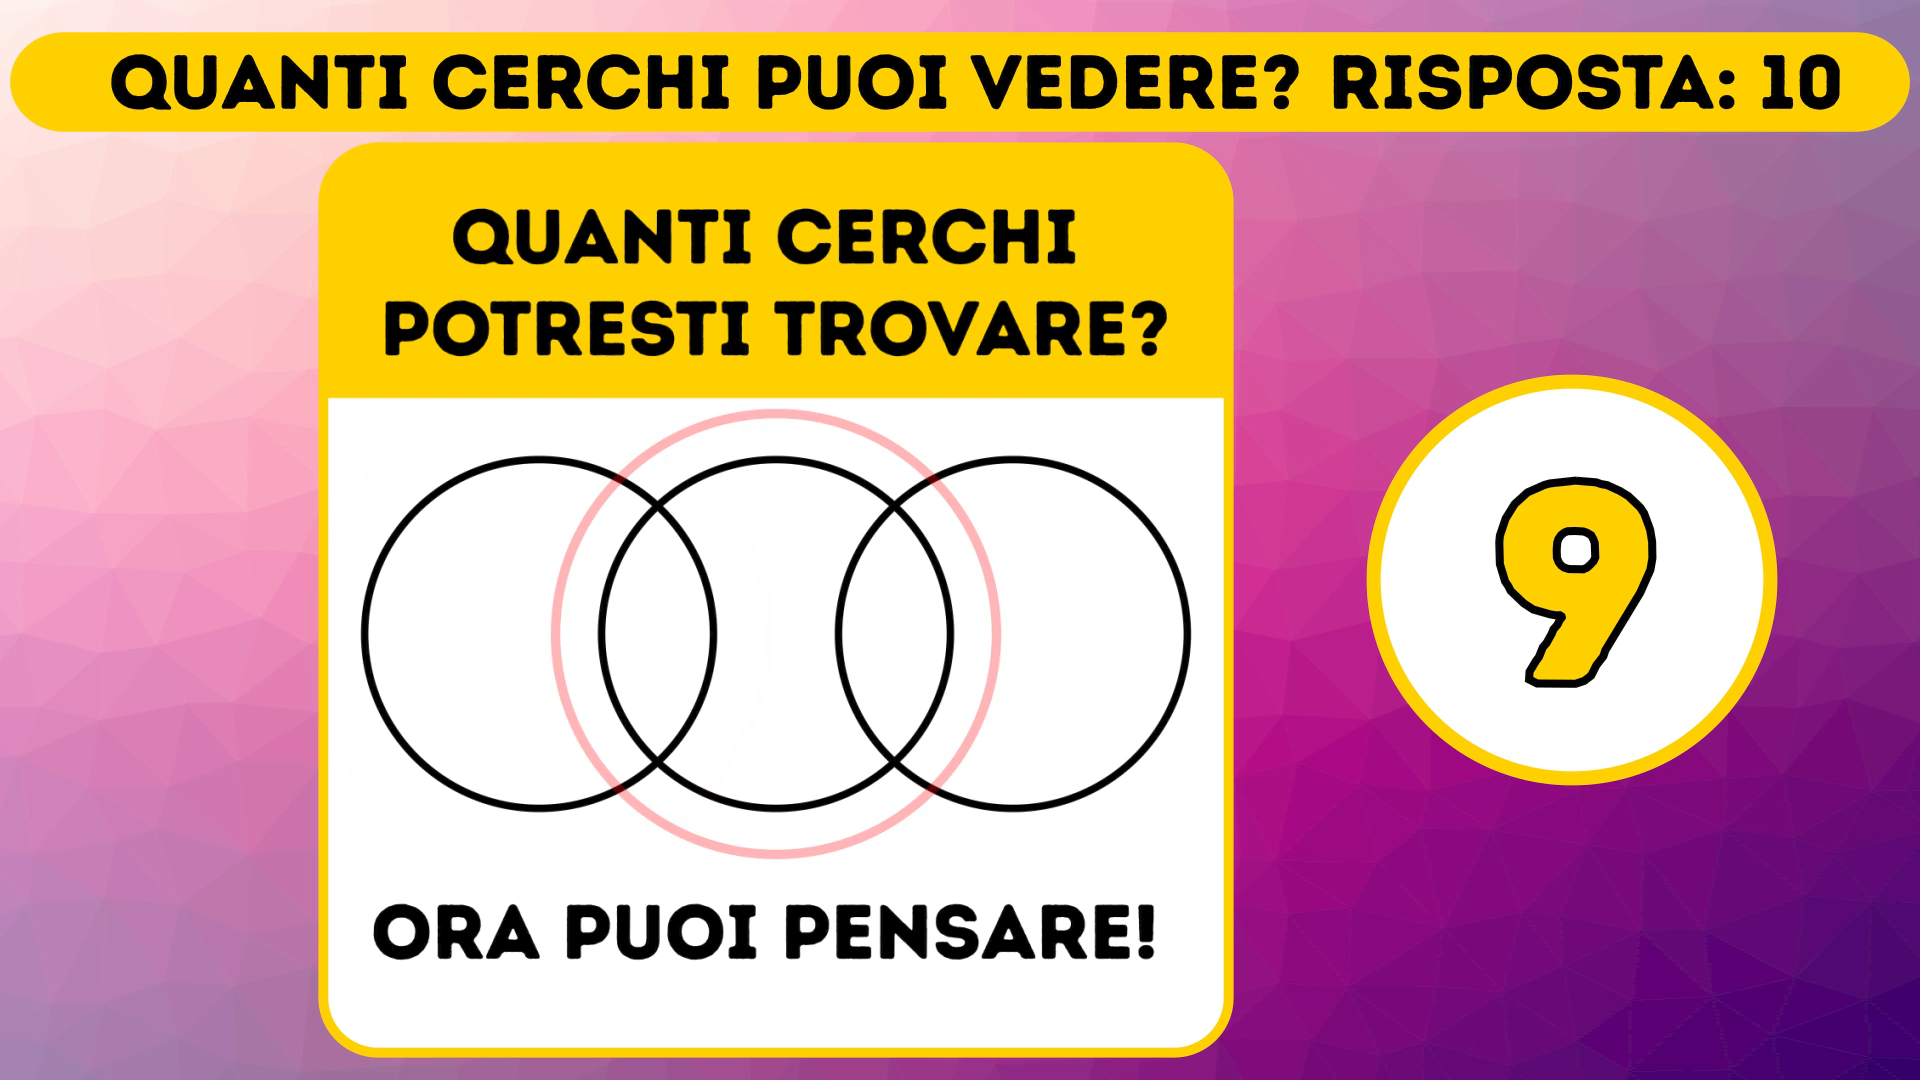 QUANTI CERCHI PUOI VEDERE? RISPOSTA: 10
QUANTI CERCHI
POTRESTI TROVARE?
9
ORA PUOI PENSARE!